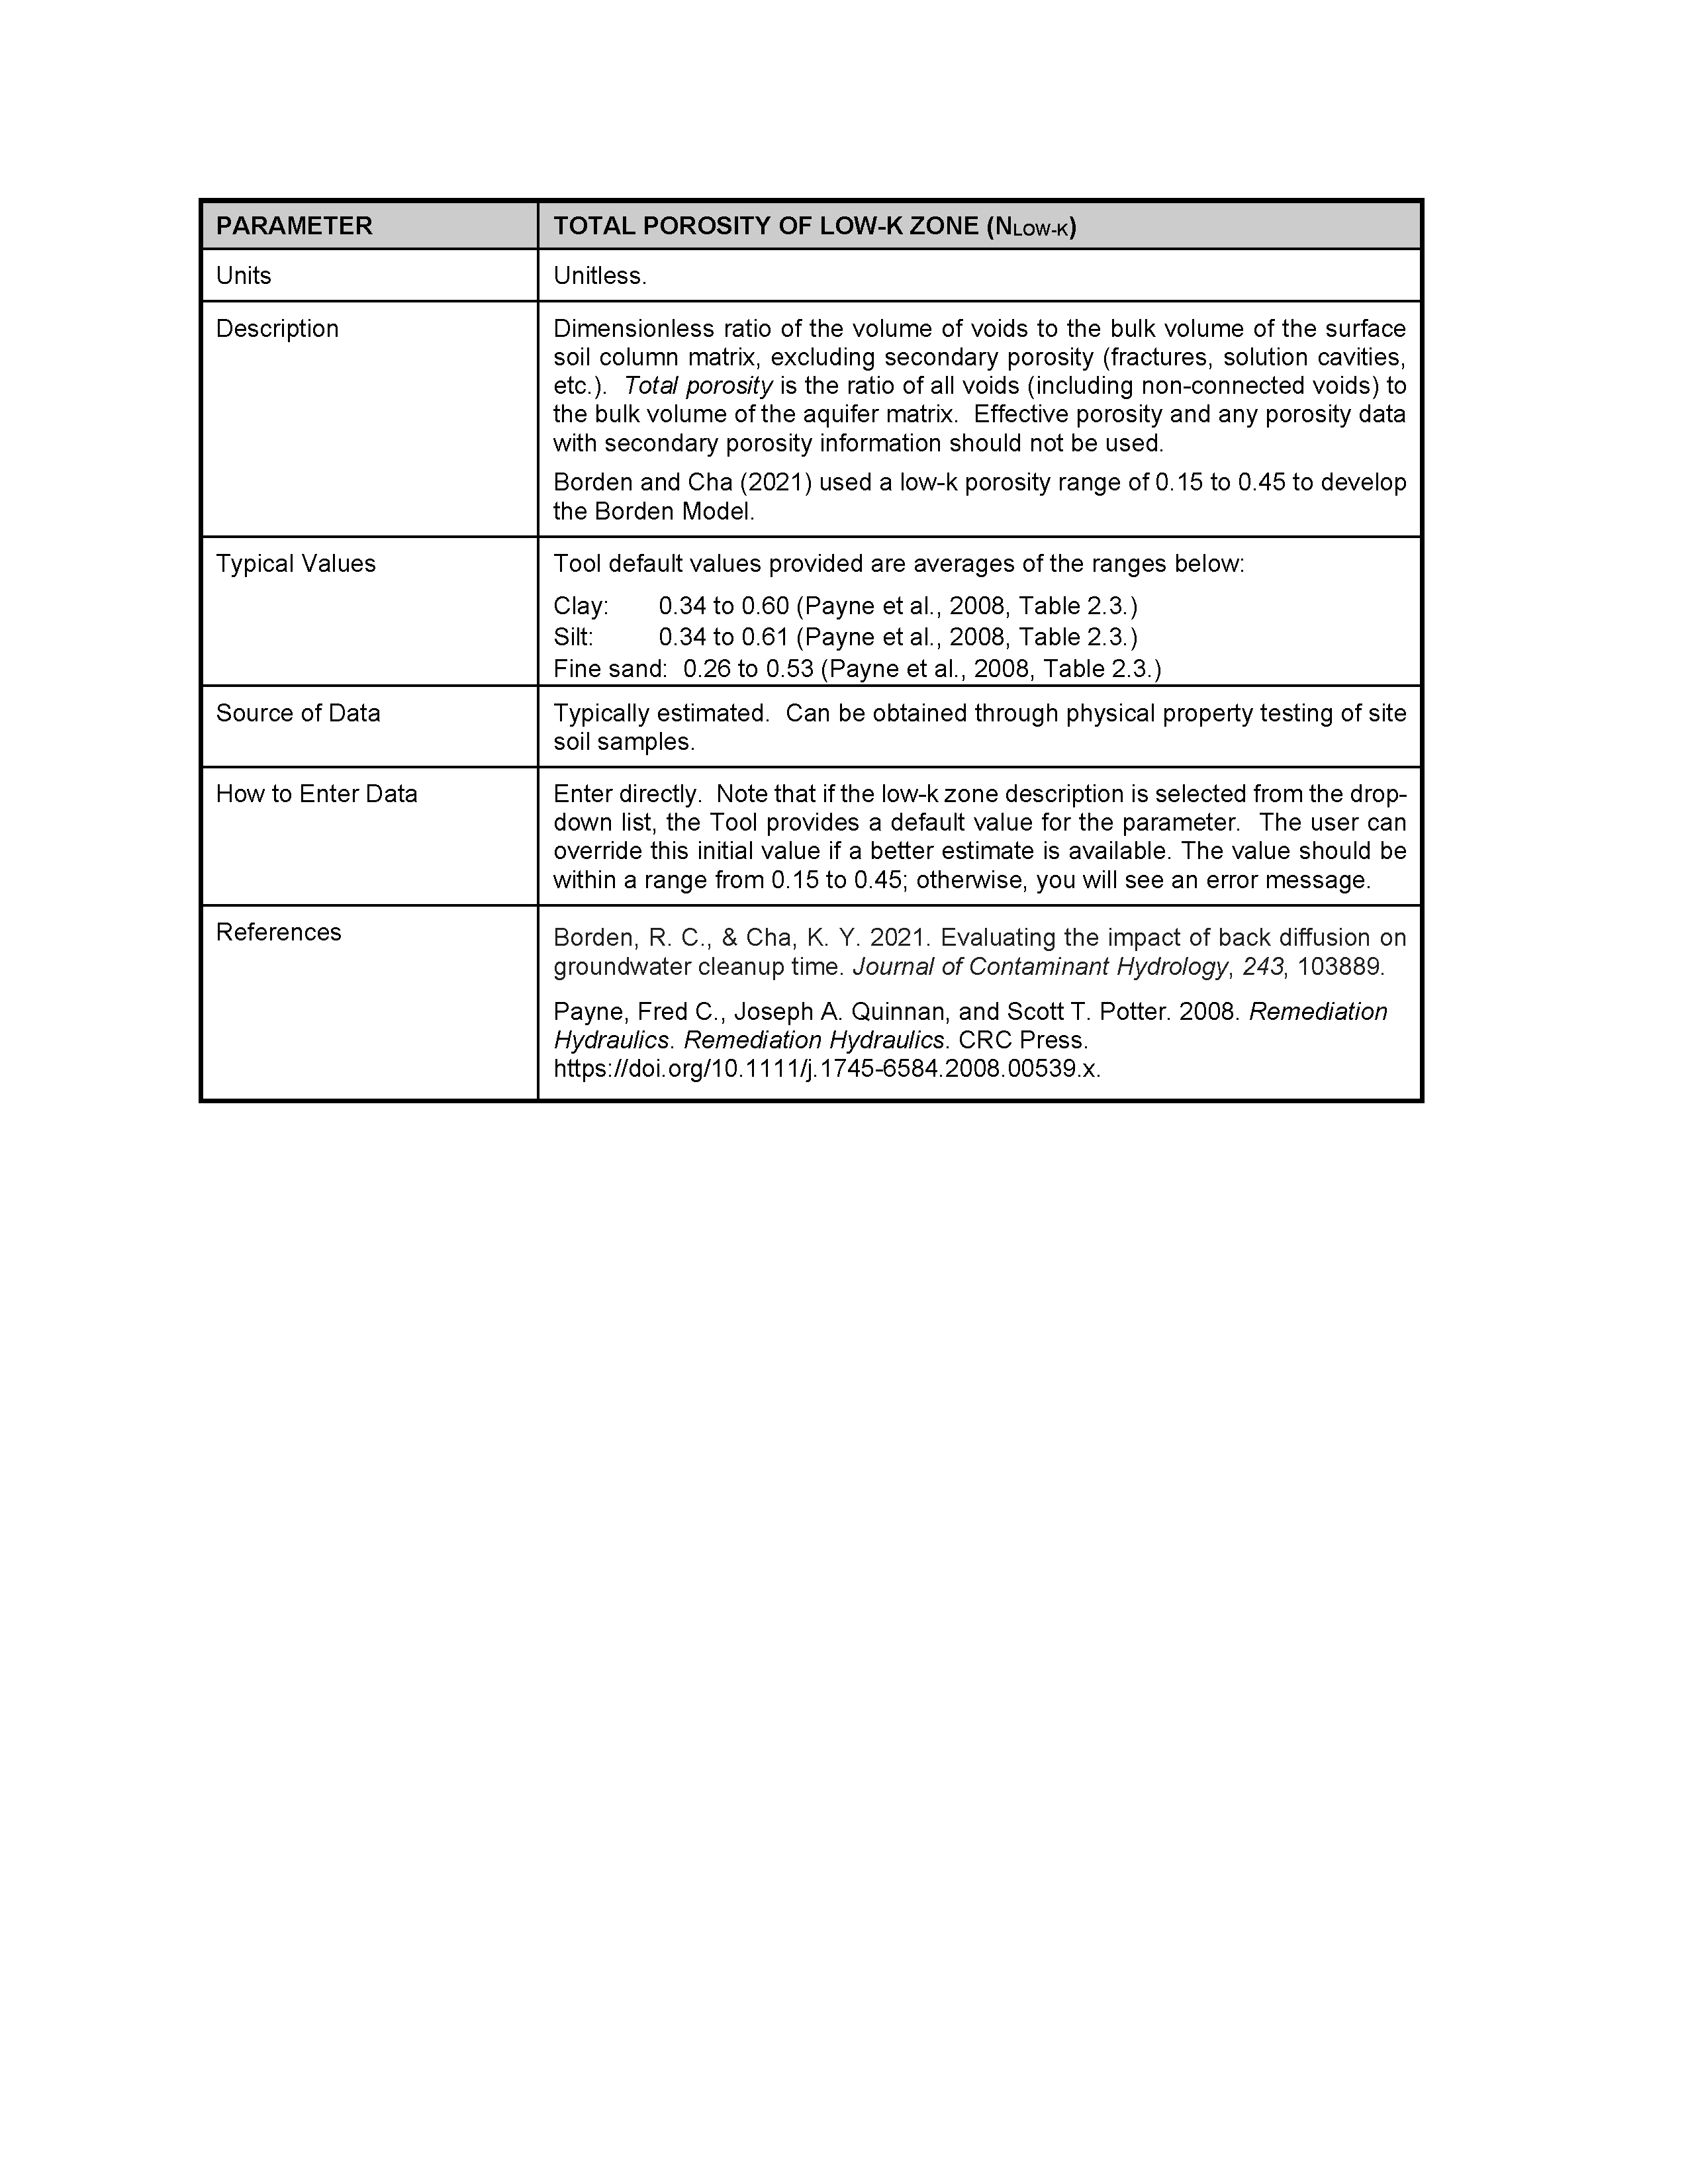 PARAMETER
TOTAL POROSITY OF LOW-K ZONE (NLOW-K)
Units
Unitless.
Description
Dimensionless ratio of the volume of voids to the bulk volume of the surface
soil column matrix, excluding secondary porosity (fractures, solution cavities,
etc.). Total porosity is the ratio of all voids (including non-connected voids) to
the bulk volume of the aquifer matrix. Effective porosity and any porosity data
with secondary porosity information should not be used.
Borden and Cha (2021) used a low-k porosity range of 0.15 to 0.45 to develop
the Borden Model.
Typical Values
Tool default values provided are averages of the ranges below:
Clay: 0.34 to 0.60 (Payne et al., 2008, Table 2.3.)
Silt: 0.34 to 0.61 (Payne et al., 2008, Table 2.3.)
Fine sand: 0.26 to 0.53 (Payne et al., 2008, Table 2.3.)
Source of Data
Typically estimated. Can be obtained through physical property testing of site
soil samples.
How to Enter Data
Enter directly. Note that if the low-k zone description is selected from the drop-
down list, the Tool provides a default value for the parameter. The user can
override this initial value if a better estimate is available. The value should be
within a range from 0.15 to 0.45; otherwise, you will see an error message.
References
Borden, R. C., & Cha, K. Y. 2021. Evaluating the impact of back diffusion on
groundwater cleanup time. Journal of Contaminant Hydrology, 243, 103889.
Payne, Fred C., Joseph A. Quinnan, and Scott T. Potter. 2008. Remediation
Hydraulics. Remediation Hydraulics. CRC Press.
https://doi.org/10.1111/j.1745-6584.2008.00539.x.